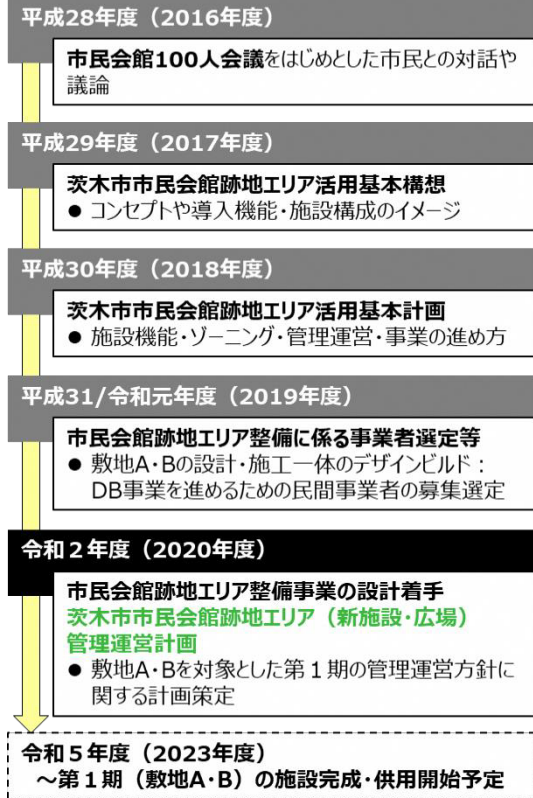 平成28年度（2016年度）
市民会館100人会議をはじめとした市民との対話や
議論
平成29年度（2017年度）
茨木市市民会館跡地エリア活用基本構想
● コンセプトや導入機能・施設構成のイメージ
平成30年度（2018年度）
茨木市市民会館跡地エリア活用基本計画
● 施設機能・ゾーニング・管理運営・事業の進め方
平成31/令和元年度（2019年度）
市民会館跡地エリア整備に係る事業者選定等
● 敷地A・Bの設計・施工一体のデザインビルド：
DB事業を進めるための民間事業者の募集選定
令和２年度（2020年度）
市民会館跡地エリア整備事業の設計着手
茨木市市民会館跡地エリア（新施設・広場）
管理運営計画
● 敷地A・Bを対象とした第１期の管理運営方針に
関する計画策定
令和５年度（2023年度）
～第１期（敷地A・B）の施設完成・供用開始予定